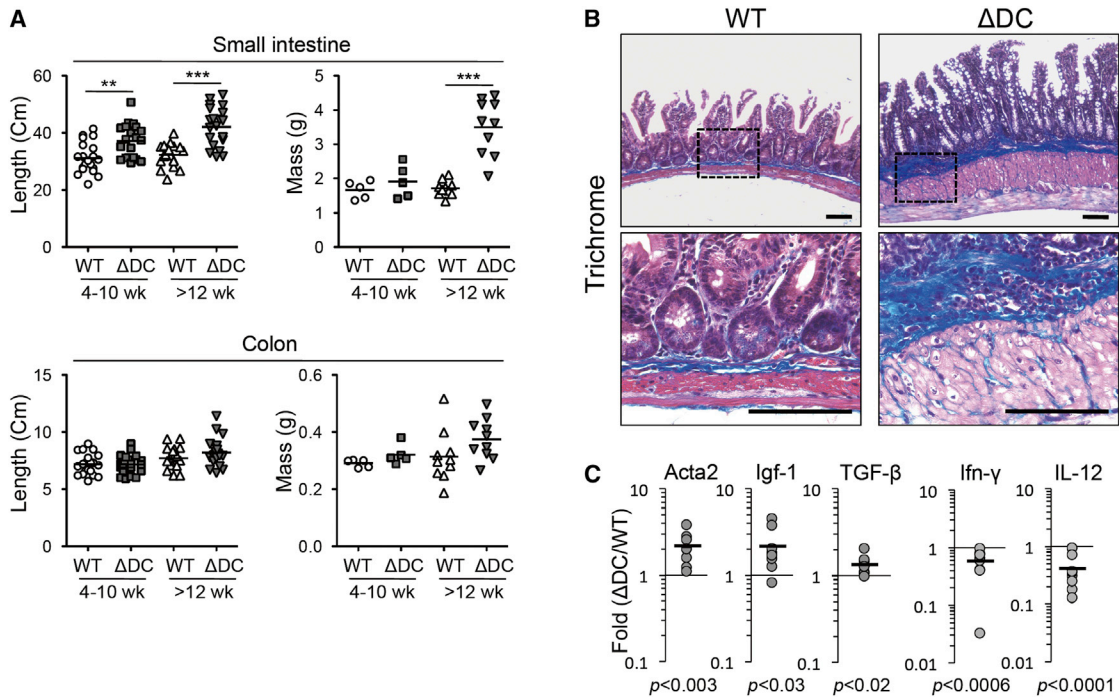 A
Small intestine
Length (Cm)
60
40
20
0
**
***
WT ΔDC WT ΔDC
4-10 wk >12 wk
Mass (g)
5
4
3
2
1
0
***
WT ΔDC WT ΔDC
4-10 wk >12 wk
Colon
Length (Cm)
15
10
5
0
WT ΔDC WT ΔDC
4-10 wk >12 wk
Mass (g)
0.6
0.4
0.2
0.0
WT ΔDC WT ΔDC
4-10 wk >12 wk
B
WT ΔDC
Trichrome
C
Fold (ΔDC/WT)
Acta2 Igf-1 TGF-β Ifn-γ IL-12
10 10 10 10 10
1 1 1 1 1
0.1 0.1
0.1 0.01 0.01
p<0.003 p<0.03 p<0.02 p<0.0006 p<0.0001